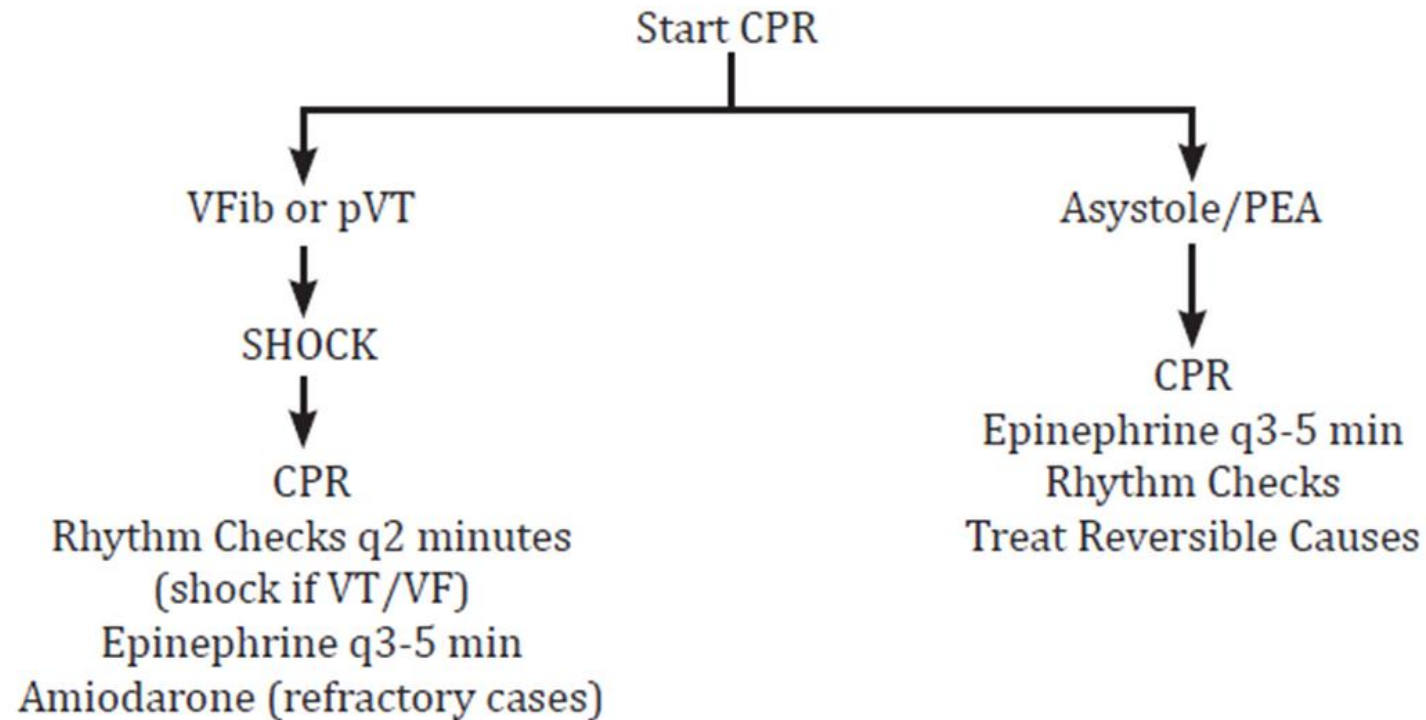 Start CPR
VFib or pVT
SHOCK
CPR
Rhythm Checks q2 minutes
(shock if VT/VF)
Epinephrine q3-5 min
Amiodarone (refractory cases)
Asystole/PEA
CPR
Epinephrine q3-5 min
Rhythm Checks
Treat Reversible Causes